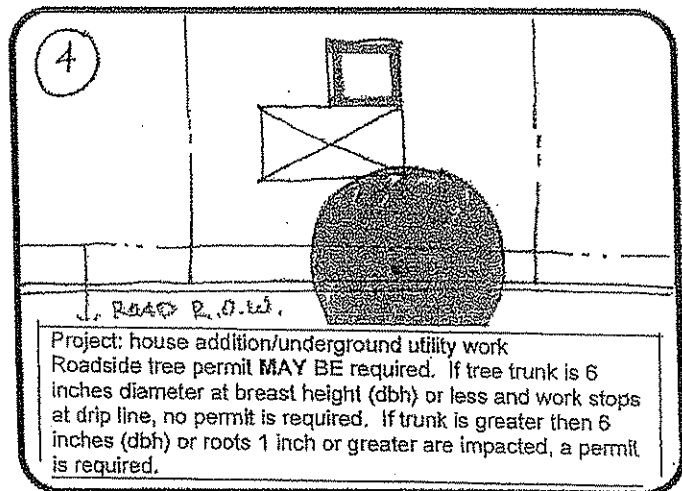 4
ROAD R.O.W.
Project: house addition/underground utility work
Roadside tree permit MAY BE required. If tree trunk is 6
inches diameter at breast height (dbh) or less and work stops
at drip line, no permit is required. If trunk is greater then 6
inches (dbh) or roots 1 inch or greater are impacted, a permit
is required.